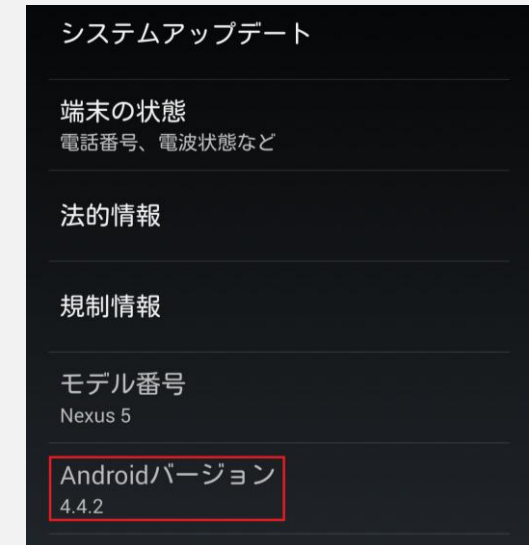 システムアップデート
端末の状態
電話番号、電波状態など
法的情報
規制情報
モデル番号
Nexus 5
Androidバージョン
4.4.2